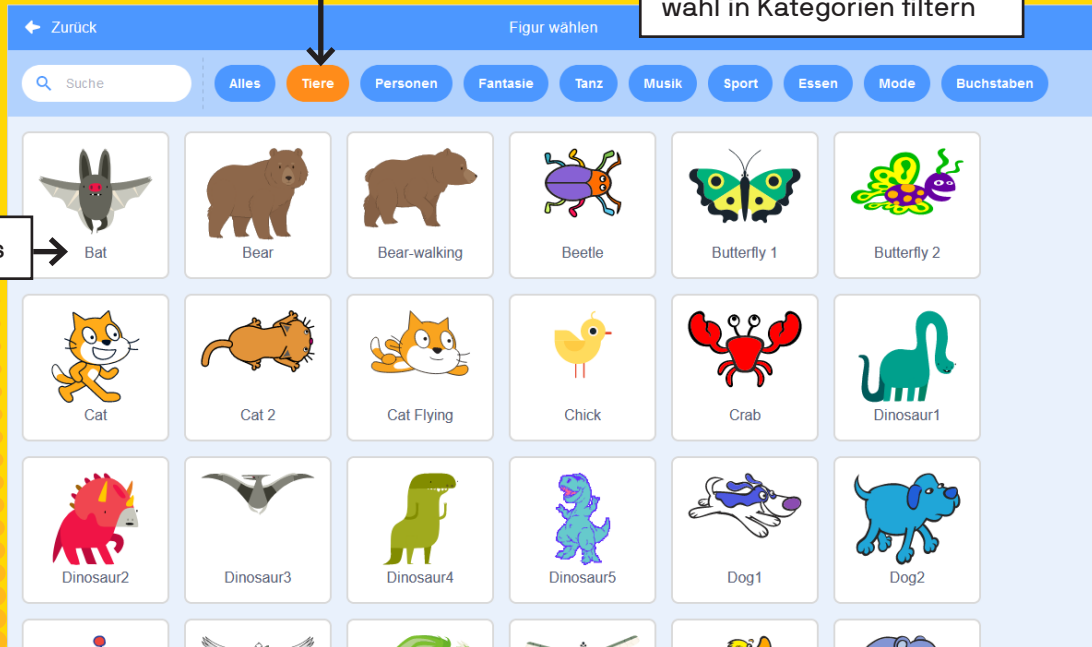 wahl in Kategorien filtern
Zurück
Figur wählen
Suche
Alles
Tiere
Personen
Fantasie
Tanz
Musik
Sport
Essen
Mode
Buchstaben
s
Bat
Bear
Bear-walking
Beetle
Butterfly 1
Butterfly 2
Cat
Cat 2
Cat Flying
Chick
Crab
Dinosaur1
Dinosaur2
Dinosaur3
Dinosaur4
Dinosaur5
Dog1
Dog2